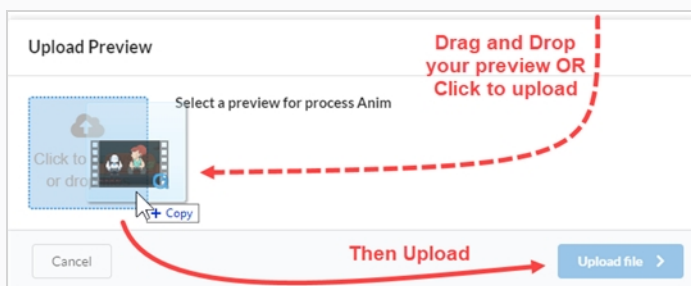 Upload Preview
Drag and Drop
your preview OR
Click to upload
Select a preview for process Anim
Click to
or dro
+ Copy
Then Upload
Cancel
Upload file